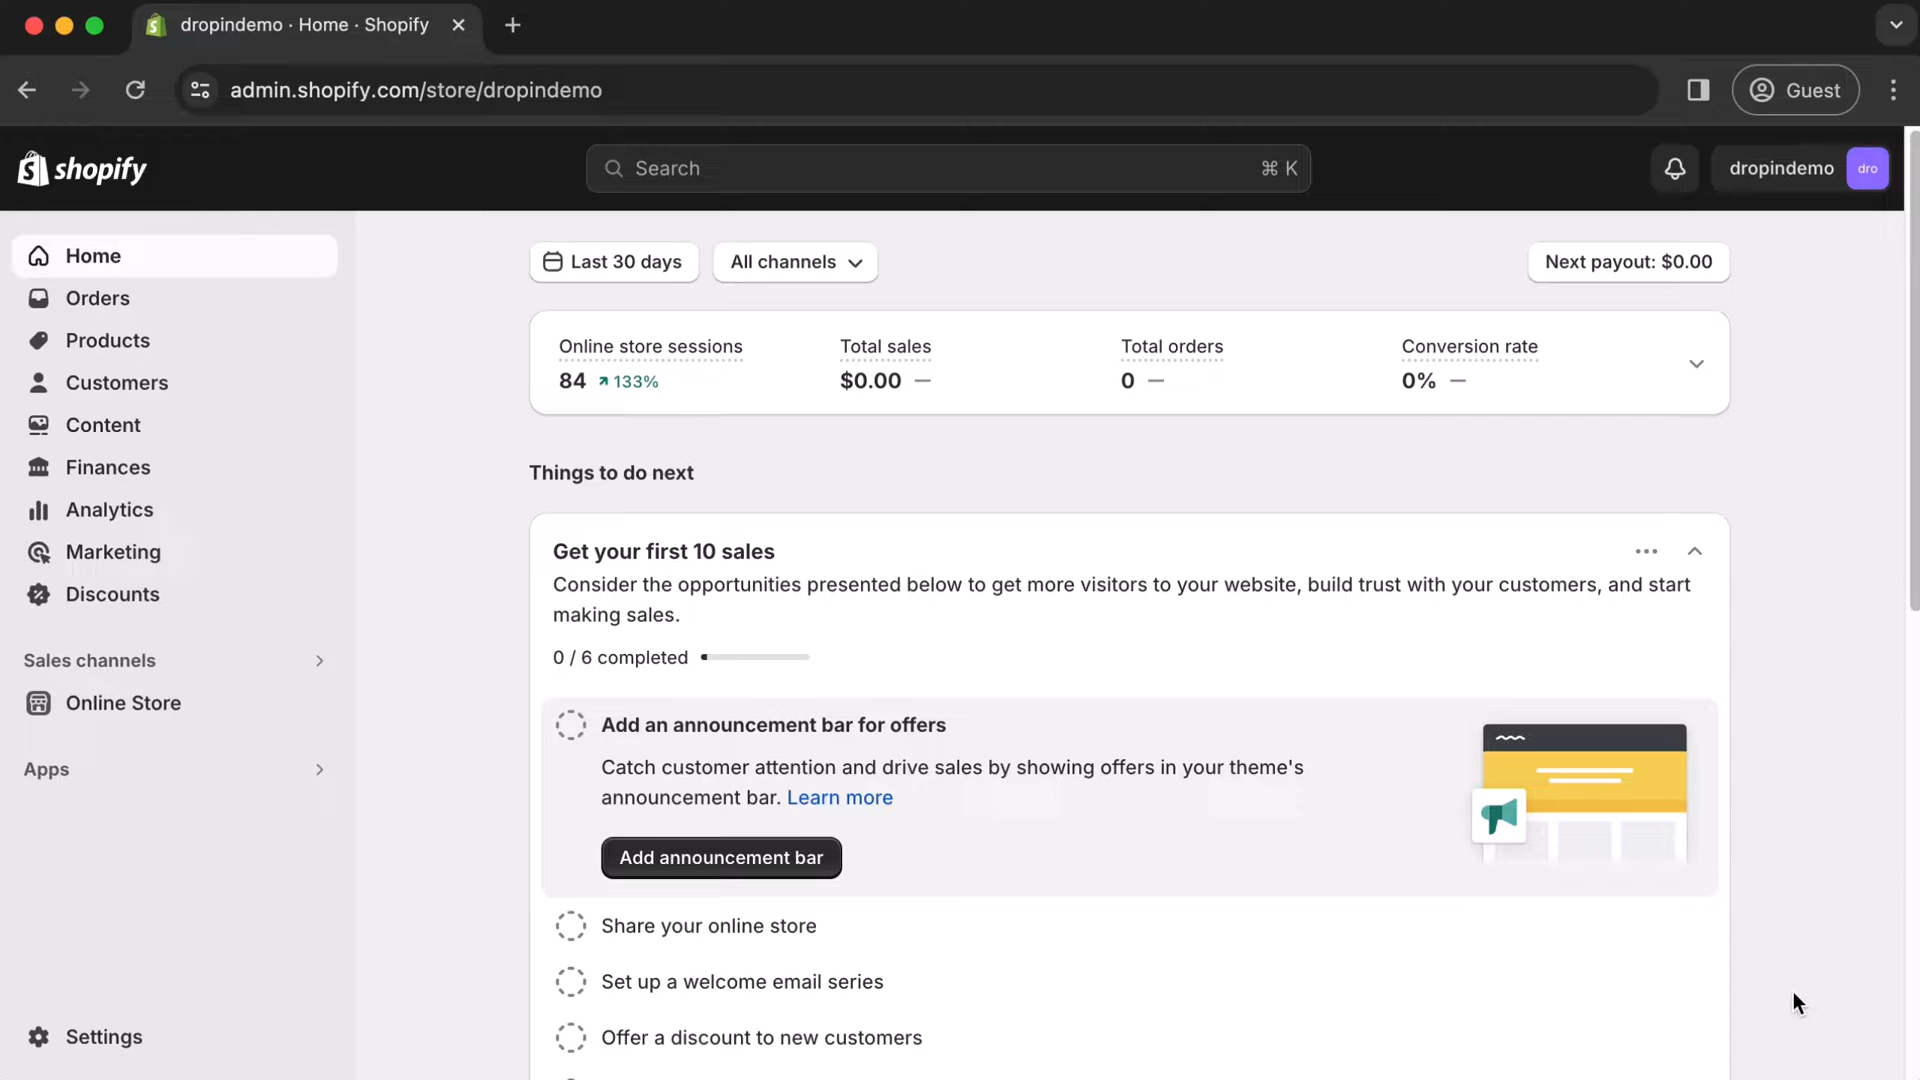 dropindemo · Home · Shopify
admin.shopify.com/store/dropindemo
Guest
shopify
Search
⌘ K
dropindemo
dro
Home
Orders
Products
Customers
Content
Finances
Analytics
Marketing
Discounts
Sales channels
Online Store
Apps
Settings
Last 30 days
All channels
Next payout: $0.00
Online store sessions
84 133%
Total sales
$0.00 —
Total orders
0 —
Conversion rate
0% —
Things to do next
Get your first 10 sales
Consider the opportunities presented below to get more visitors to your website, build trust with your customers, and start
making sales.
0 / 6 completed
Add an announcement bar for offers
Catch customer attention and drive sales by showing offers in your theme's
announcement bar. Learn more
Add announcement bar
Share your online store
Set up a welcome email series
Offer a discount to new customers